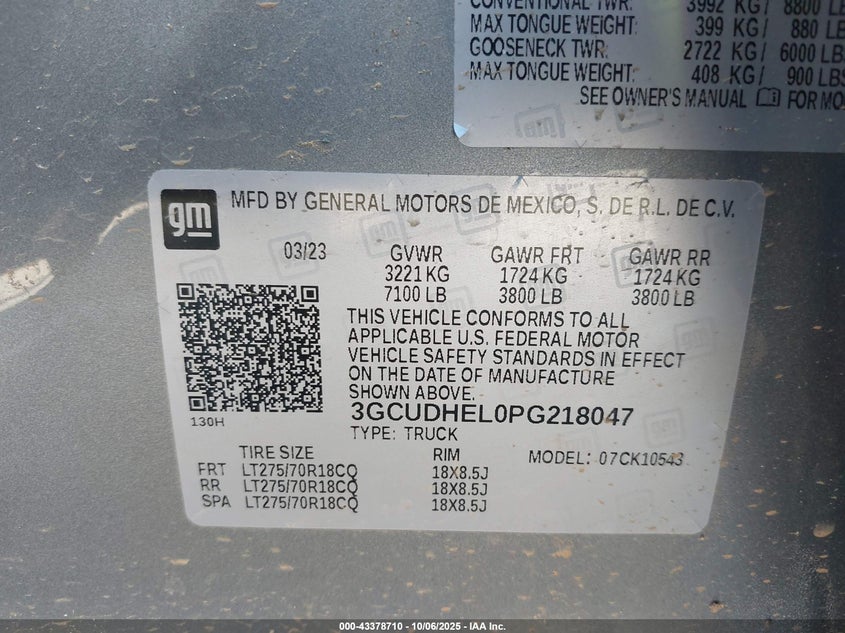 CONVENTIONAL TWR: 3992 KG/ 8800 LB
MAX TONGUE WEIGHT: 399 KG/ 880 LB
GOOSENECK TWR: 2722 KG/ 6000 LBS
MAX TONGUE WEIGHT: 408 KG/ 900 LBS
SEE OWNER'S MANUAL FOR MO
gm
gm MFD BY GENERAL MOTORS DE MEXICO, S. DE R.L. DE C.V.
03/23 GVWR GAWR FRT GAWR RR
3221 KG 1724 KG 1724 KG
7100 LB 3800 LB 3800 LB
THIS VEHICLE CONFORMS TO ALL
APPLICABLE U.S. FEDERAL MOTOR
VEHICLE SAFETY STANDARDS IN EFFECT
ON THE DATE OF MANUFACTURE
SHOWN ABOVE.
130H 3GCUDHEL0PG218047
TYPE: TRUCK
TIRE SIZE RIM MODEL: 07CK10543
FRT LT275/70R18CQ 18X8.5J
RR LT275/70R18CQ 18X8.5J
SPA LT275/70R18CQ 18X8.5J
000-43378710 - 10/06/2025 - IAA Inc.